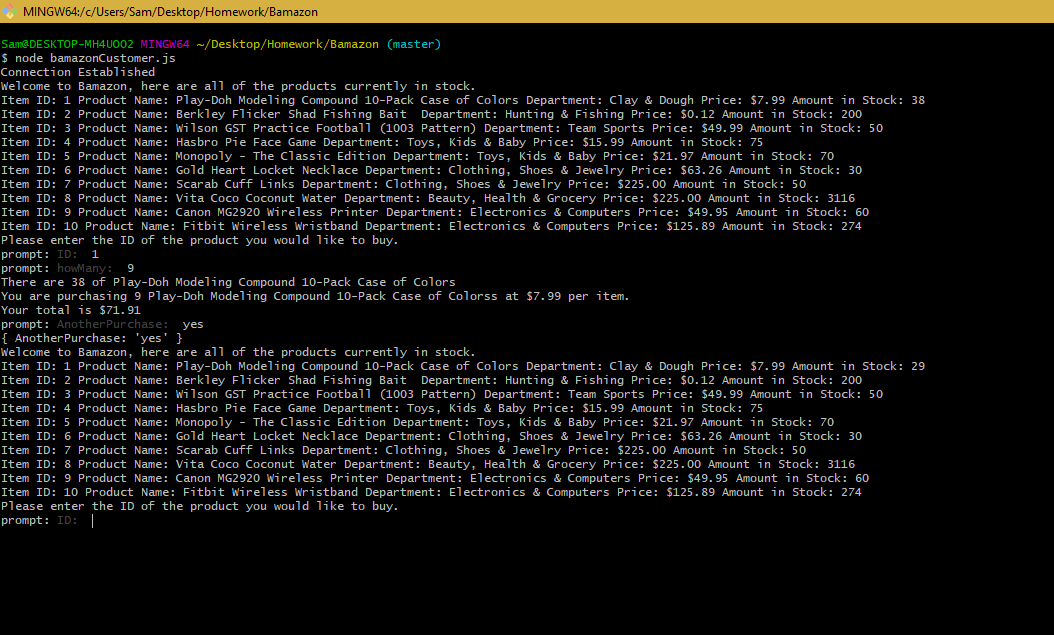 MINGW64:/c/Users/Sam/Desktop/Homework/Bamazon
Sam@DESKTOP-MH4UOO2 MINGW64 ~/Desktop/Homework/Bamazon (master)
$ node bamazonCustomer.js
Connection Established
Welcome to Bamazon, here are all of the products currently in stock.
Item ID: 1 Product Name: Play-Doh Modeling Compound 10-Pack Case of Colors Department: Clay & Dough Price: $7.99 Amount in Stock: 38
Item ID: 2 Product Name: Berkley Flicker Shad Fishing Bait  Department: Hunting & Fishing Price: $0.12 Amount in Stock: 200
Item ID: 3 Product Name: Wilson GST Practice Football (1003 Pattern) Department: Team Sports Price: $49.99 Amount in Stock: 50
Item ID: 4 Product Name: Hasbro Pie Face Game Department: Toys, Kids & Baby Price: $15.99 Amount in Stock: 75
Item ID: 5 Product Name: Monopoly - The Classic Edition Department: Toys, Kids & Baby Price: $21.97 Amount in Stock: 70
Item ID: 6 Product Name: Gold Heart Locket Necklace Department: Clothing, Shoes & Jewelry Price: $63.26 Amount in Stock: 30
Item ID: 7 Product Name: Scarab Cuff Links Department: Clothing, Shoes & Jewelry Price: $225.00 Amount in Stock: 50
Item ID: 8 Product Name: Vita Coco Coconut Water Department: Beauty, Health & Grocery Price: $225.00 Amount in Stock: 3116
Item ID: 9 Product Name: Canon MG2920 Wireless Printer Department: Electronics & Computers Price: $49.95 Amount in Stock: 60
Item ID: 10 Product Name: Fitbit Wireless Wristband Department: Electronics & Computers Price: $125.89 Amount in Stock: 274
Please enter the ID of the product you would like to buy.
prompt: ID:  1
prompt: howMany:  9
There are 38 of Play-Doh Modeling Compound 10-Pack Case of Colors
You are purchasing 9 Play-Doh Modeling Compound 10-Pack Case of Colorss at $7.99 per item.
Your total is $71.91
prompt: AnotherPurchase:  yes
{ AnotherPurchase: 'yes' }
Welcome to Bamazon, here are all of the products currently in stock.
Item ID: 1 Product Name: Play-Doh Modeling Compound 10-Pack Case of Colors Department: Clay & Dough Price: $7.99 Amount in Stock: 29
Item ID: 2 Product Name: Berkley Flicker Shad Fishing Bait  Department: Hunting & Fishing Price: $0.12 Amount in Stock: 200
Item ID: 3 Product Name: Wilson GST Practice Football (1003 Pattern) Department: Team Sports Price: $49.99 Amount in Stock: 50
Item ID: 4 Product Name: Hasbro Pie Face Game Department: Toys, Kids & Baby Price: $15.99 Amount in Stock: 75
Item ID: 5 Product Name: Monopoly - The Classic Edition Department: Toys, Kids & Baby Price: $21.97 Amount in Stock: 70
Item ID: 6 Product Name: Gold Heart Locket Necklace Department: Clothing, Shoes & Jewelry Price: $63.26 Amount in Stock: 30
Item ID: 7 Product Name: Scarab Cuff Links Department: Clothing, Shoes & Jewelry Price: $225.00 Amount in Stock: 50
Item ID: 8 Product Name: Vita Coco Coconut Water Department: Beauty, Health & Grocery Price: $225.00 Amount in Stock: 3116
Item ID: 9 Product Name: Canon MG2920 Wireless Printer Department: Electronics & Computers Price: $49.95 Amount in Stock: 60
Item ID: 10 Product Name: Fitbit Wireless Wristband Department: Electronics & Computers Price: $125.89 Amount in Stock: 274
Please enter the ID of the product you would like to buy.
prompt: ID: